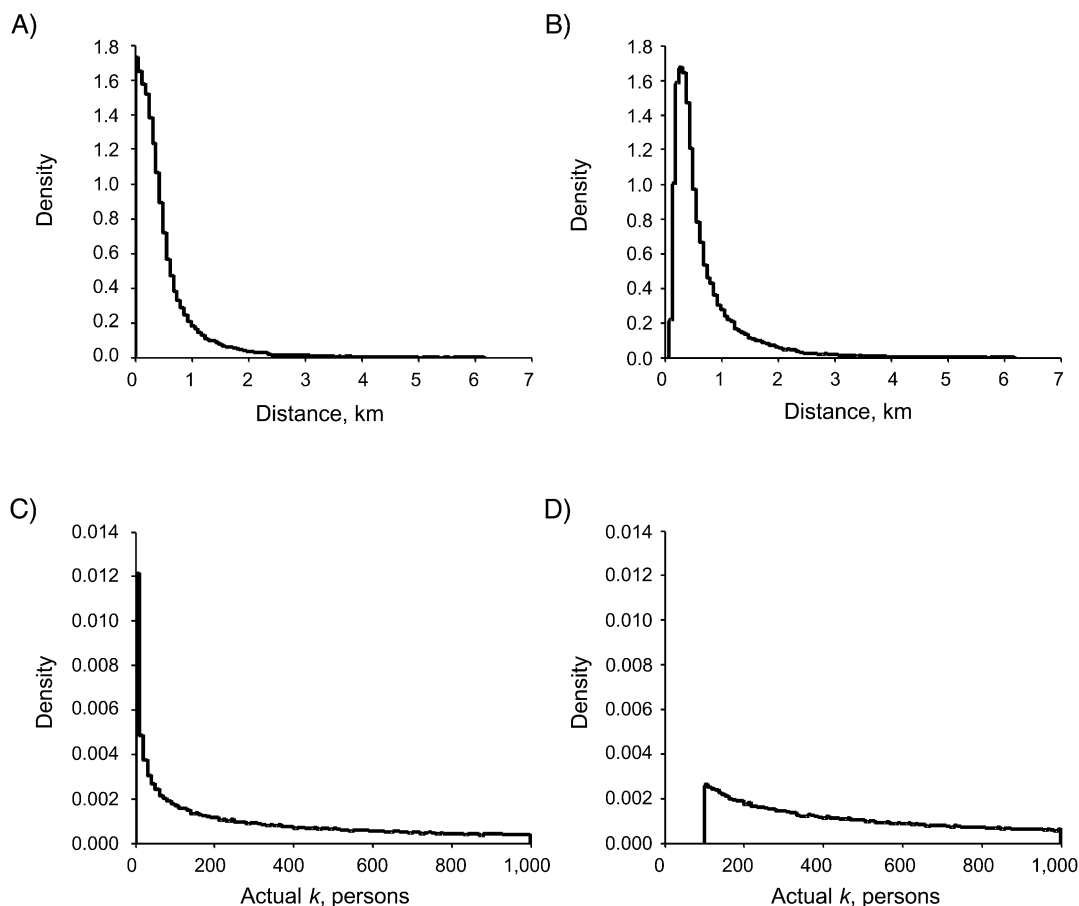 A)
1.8
1.6
1.4
1.2
1.0
0.8
0.6
0.4
0.2
0.0
Density
0 1 2 3 4 5 6 7
Distance, km
B)
1.8
1.6
1.4
1.2
1.0
0.8
0.6
0.4
0.2
0.0
Density
0 1 2 3 4 5 6 7
Distance, km
C)
0.014
0.012
0.010
0.008
0.006
0.004
0.002
0.000
Density
0 200 400 600 800 1,000
Actual k, persons
D)
0.014
0.012
0.010
0.008
0.006
0.004
0.002
0.000
Density
0 200 400 600 800 1,000
Actual k, persons